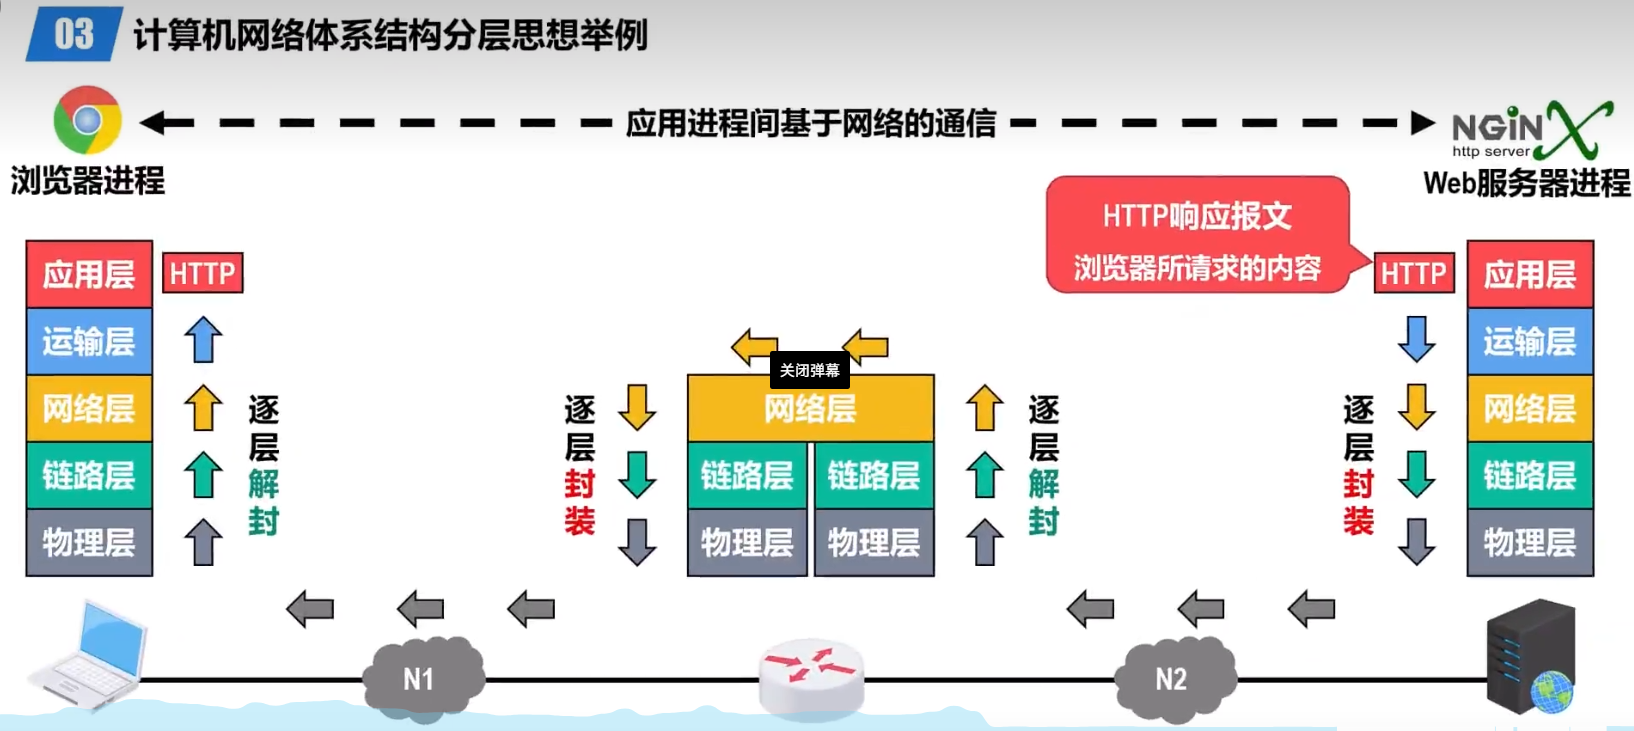 03 计算机网络体系结构分层思想举例
应用进程间基于网络的通信
NGiNX
http server
浏览器进程
Web服务器进程
HTTP响应报文
浏览器所请求的内容
应用层
HTTP
HTTP
应用层
运输层
运输层
关闭弹幕
网络层
逐层解封
逐层封装
网络层
逐层解封
逐层封装
网络层
链路层
链路层
链路层
链路层
物理层
物理层
物理层
物理层
N1
N2